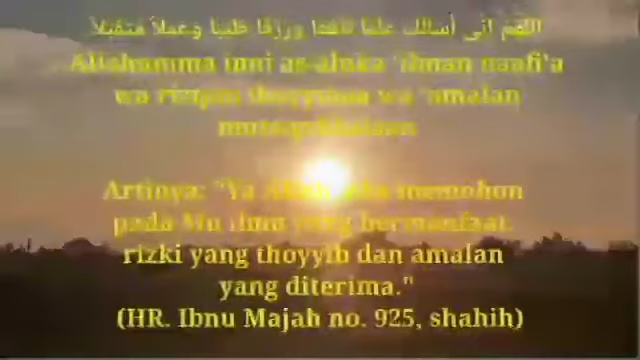 اللهم انى أسالك علما نافعا ورزقا طيبا وعملا متقبلا
Allahumma inni as-aluka 'ilman naafi'a
wa rizqon thoyyiban wa 'amalan
mutaqobbalaan
Artinya: "Ya Allah, aku memohon
pada Mu ilmu yang bermanfaat,
rizki yang thoyyib dan amalan
yang diterima."
(HR. Ibnu Majah no. 925, shahih)